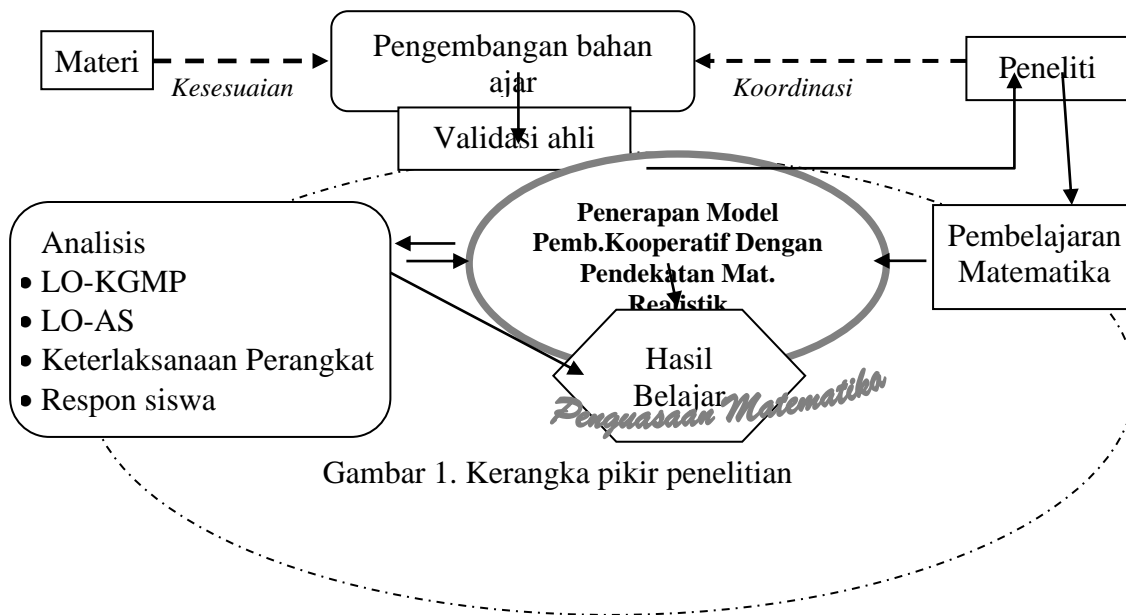 Materi
Kesesuaian
Pengembangan bahan
ajar
Koordinasi
Peneliti
Validasi ahli
Penerapan Model
Pemb.Kooperatif Dengan
Pendekatan Mat.
Realistik
Pembelajaran
Matematika
Analisis
• LO-KGMP
• LO-AS
• Keterlaksanaan Perangkat
• Respon siswa
Hasil
Belajar
Penguasaan Matematika
Gambar 1. Kerangka pikir penelitian